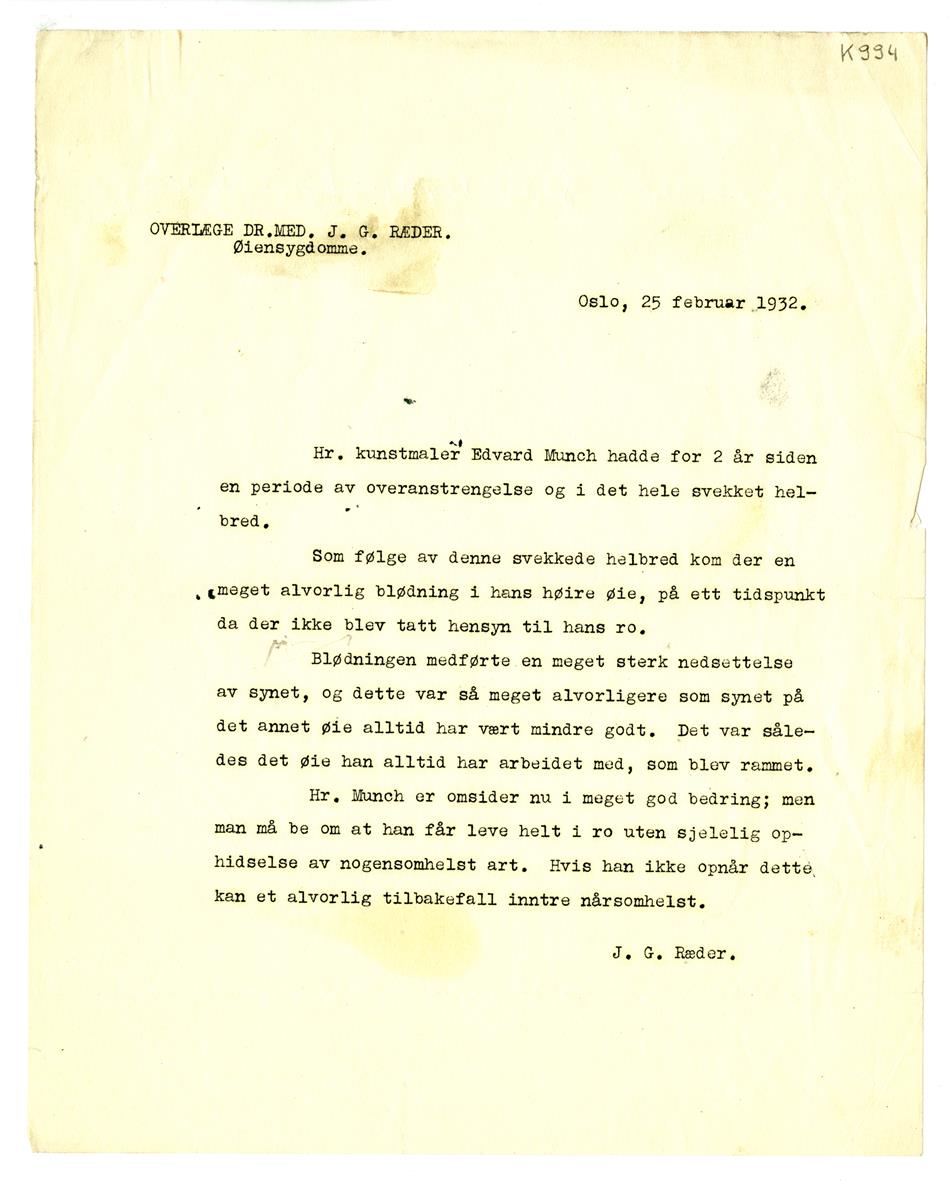 K994
OVERLÆGE DR.MED. J. G. RÆDER.
Øiensygdomme.
Oslo, 25 februar 1932.
Hr. kunstmaler Edvard Munch hadde for 2 år siden
en periode av overanstrengelse og i det hele svekket hel-
bred.
Som følge av denne svekkede helbred kom der en
meget alvorlig blødning i hans høire øie, på ett tidspunkt
da der ikke blev tatt hensyn til hans ro.
Blødningen medførte en meget sterk nedsettelse
av synet, og dette var så meget alvorligere som synet på
det annet øie alltid har vært mindre godt. Det var såle-
des det øie han alltid har arbeidet med, som blev rammet.
Hr. Munch er omsider nu i meget god bedring; men
man må be om at han får leve helt i ro uten sjelelig op-
hidselse av nogensomhelst art. Hvis han ikke opnår dette,
kan et alvorlig tilbakefall inntre nårsomhelst.
J. G. Ræder.